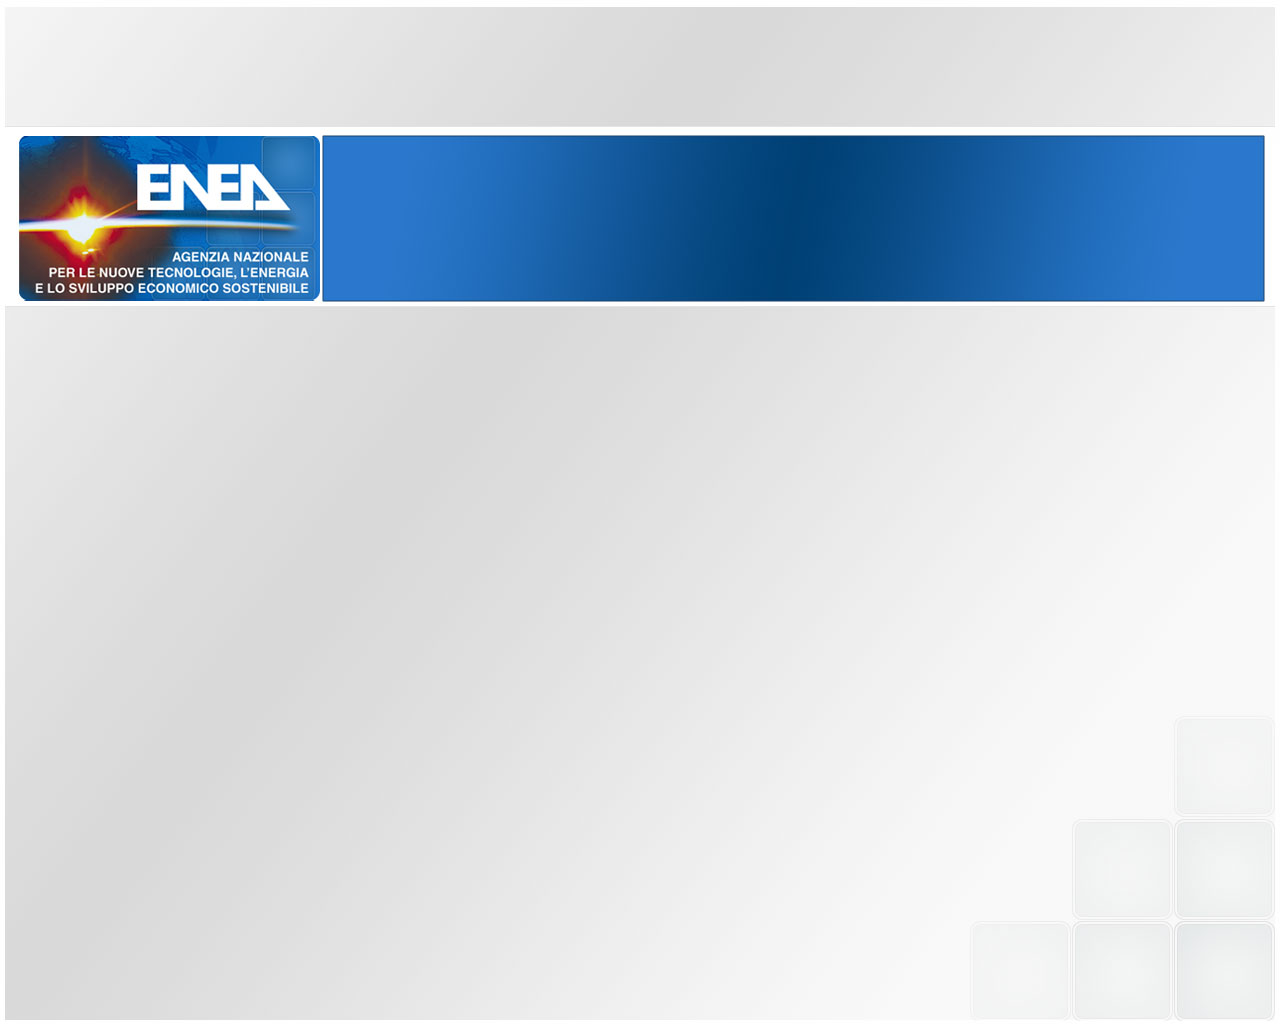 ENEA
AGENZIA NAZIONALE
PER LE NUOVE TECNOLOGIE, L'ENERGIA
E LO SVILUPPO ECONOMICO SOSTENIBILE